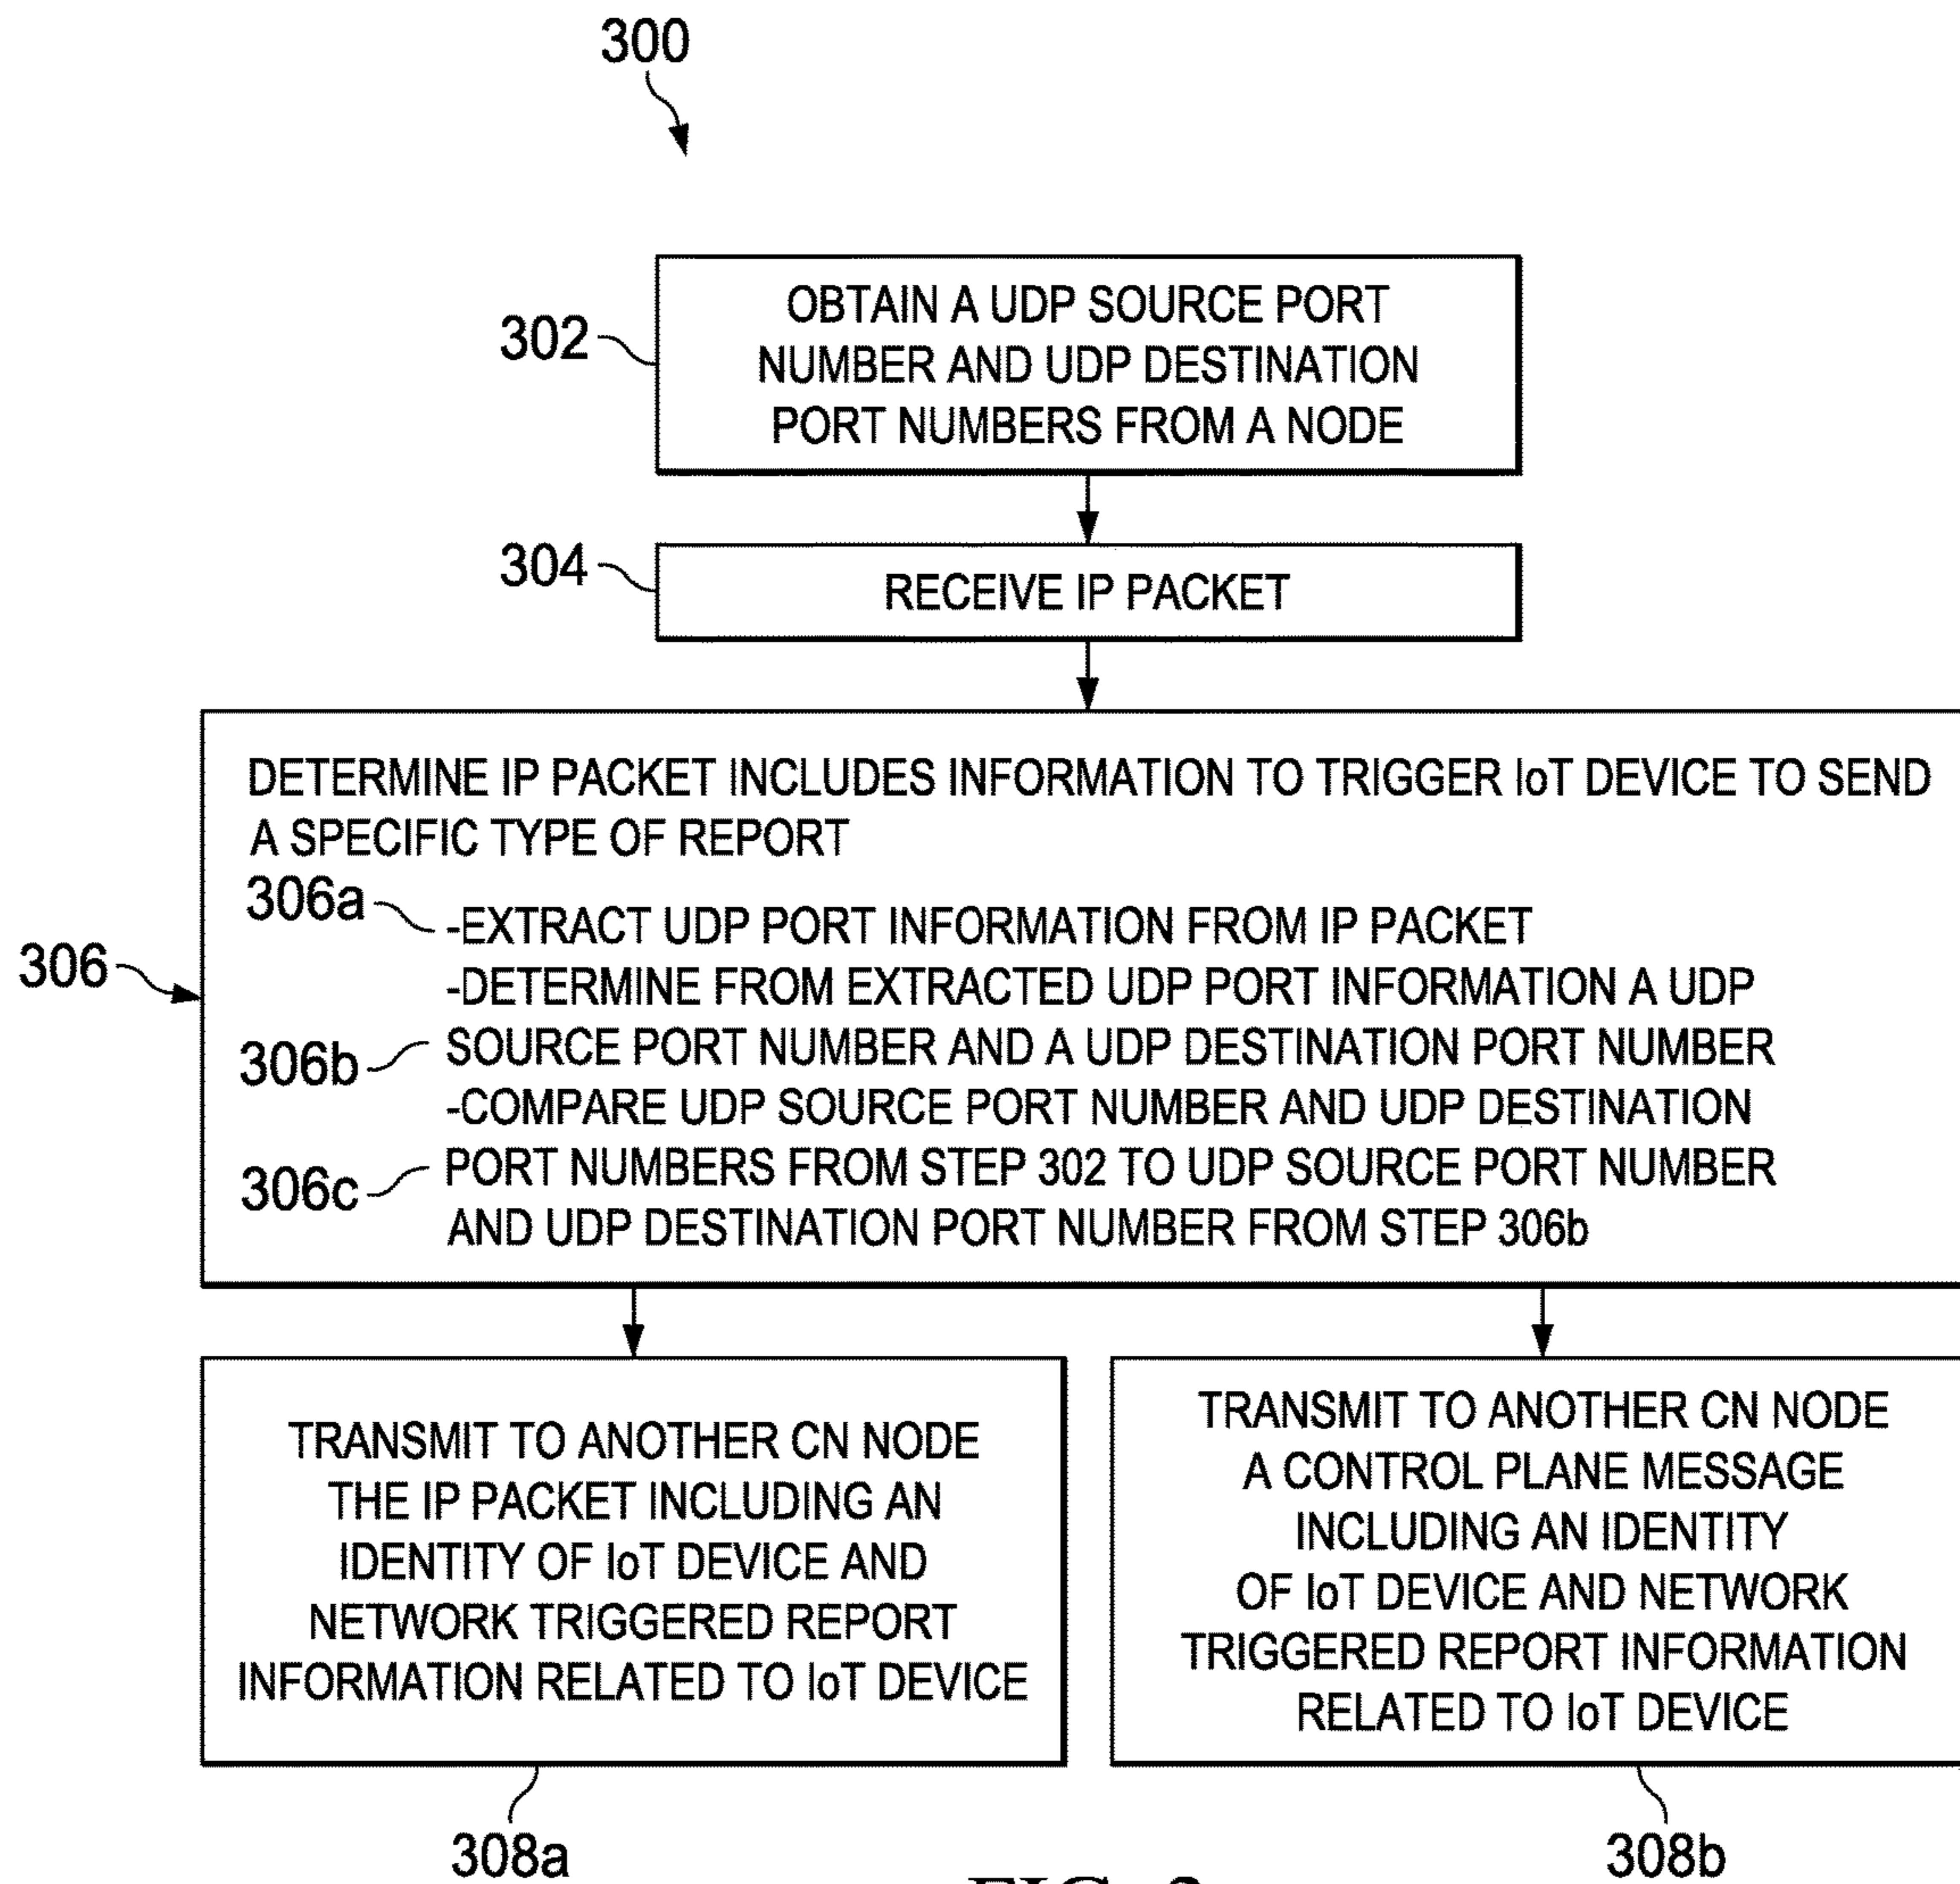 300
302
OBTAIN A UDP SOURCE PORT
NUMBER AND UDP DESTINATION
PORT NUMBERS FROM A NODE
304
RECEIVE IP PACKET
306
DETERMINE IP PACKET INCLUDES INFORMATION TO TRIGGER IoT DEVICE TO SEND
A SPECIFIC TYPE OF REPORT
306a
-EXTRACT UDP PORT INFORMATION FROM IP PACKET
-DETERMINE FROM EXTRACTED UDP PORT INFORMATION A UDP
306b
SOURCE PORT NUMBER AND A UDP DESTINATION PORT NUMBER
-COMPARE UDP SOURCE PORT NUMBER AND UDP DESTINATION
306c
PORT NUMBERS FROM STEP 302 TO UDP SOURCE PORT NUMBER
AND UDP DESTINATION PORT NUMBER FROM STEP 306b
TRANSMIT TO ANOTHER CN NODE
THE IP PACKET INCLUDING AN
IDENTITY OF IoT DEVICE AND
NETWORK TRIGGERED REPORT
INFORMATION RELATED TO IoT DEVICE
308a
TRANSMIT TO ANOTHER CN NODE
A CONTROL PLANE MESSAGE
INCLUDING AN IDENTITY
OF IoT DEVICE AND NETWORK
TRIGGERED REPORT INFORMATION
RELATED TO IoT DEVICE
308b